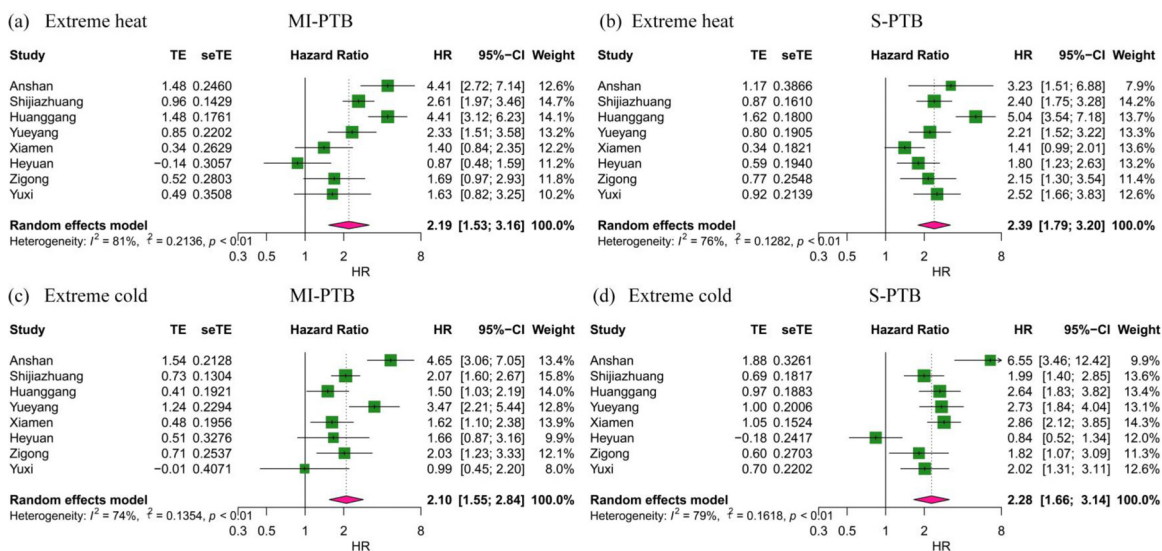 (a) Extreme heat MI-PTB
Study TE seTE Hazard Ratio HR 95%−CI Weight
Anshan 1.48 0.2460 4.41 [2.72; 7.14] 12.6%
Shijiazhuang 0.96 0.1429 2.61 [1.97; 3.46] 14.7%
Huanggang 1.48 0.1761 4.41 [3.12; 6.23] 14.1%
Yueyang 0.85 0.2202 2.33 [1.51; 3.58] 13.2%
Xiamen 0.34 0.2629 1.40 [0.84; 2.35] 12.2%
Heyuan −0.14 0.3057 0.87 [0.48; 1.59] 11.2%
Zigong 0.52 0.2803 1.69 [0.97; 2.93] 11.8%
Yuxi 0.49 0.3508 1.63 [0.82; 3.25] 10.2%
Random effects model 2.19 [1.53; 3.16] 100.0%
Heterogeneity: I² = 81%, τ² = 0.2136, p < 0.01
0.3 0.5 1 2 4 8
HR
(b) Extreme heat S-PTB
Study TE seTE Hazard Ratio HR 95%−CI Weight
Anshan 1.17 0.3866 3.23 [1.51; 6.88] 7.9%
Shijiazhuang 0.87 0.1610 2.40 [1.75; 3.28] 14.2%
Huanggang 1.62 0.1800 5.04 [3.54; 7.18] 13.7%
Yueyang 0.80 0.1905 2.21 [1.52; 3.22] 13.3%
Xiamen 0.34 0.1821 1.41 [0.99; 2.01] 13.6%
Heyuan 0.59 0.1940 1.80 [1.23; 2.63] 13.2%
Zigong 0.77 0.2548 2.15 [1.30; 3.54] 11.4%
Yuxi 0.92 0.2139 2.52 [1.66; 3.83] 12.6%
Random effects model 2.39 [1.79; 3.20] 100.0%
Heterogeneity: I² = 76%, τ² = 0.1282, p < 0.01
0.3 0.5 1 2 4 8
HR
(c) Extreme cold MI-PTB
Study TE seTE Hazard Ratio HR 95%−CI Weight
Anshan 1.54 0.2128 4.65 [3.06; 7.05] 13.4%
Shijiazhuang 0.73 0.1304 2.07 [1.60; 2.67] 15.8%
Huanggang 0.41 0.1921 1.50 [1.03; 2.19] 14.0%
Yueyang 1.24 0.2294 3.47 [2.21; 5.44] 12.8%
Xiamen 0.48 0.1956 1.62 [1.10; 2.38] 13.9%
Heyuan 0.51 0.3276 1.66 [0.87; 3.16] 9.9%
Zigong 0.71 0.2537 2.03 [1.23; 3.33] 12.1%
Yuxi −0.01 0.4071 0.99 [0.45; 2.20] 8.0%
Random effects model 2.10 [1.55; 2.84] 100.0%
Heterogeneity: I² = 74%, τ² = 0.1354, p < 0.01
0.3 0.5 1 2 4 8
HR
(d) Extreme cold S-PTB
Study TE seTE Hazard Ratio HR 95%−CI Weight
Anshan 1.88 0.3261 6.55 [3.46; 12.42] 9.9%
Shijiazhuang 0.69 0.1817 1.99 [1.40; 2.85] 13.6%
Huanggang 0.97 0.1883 2.64 [1.83; 3.82] 13.4%
Yueyang 1.00 0.2006 2.73 [1.84; 4.04] 13.1%
Xiamen 1.05 0.1524 2.86 [2.12; 3.85] 14.3%
Heyuan −0.18 0.2417 0.84 [0.52; 1.34] 12.0%
Zigong 0.60 0.2703 1.82 [1.07; 3.09] 11.3%
Yuxi 0.70 0.2202 2.02 [1.31; 3.11] 12.6%
Random effects model 2.28 [1.66; 3.14] 100.0%
Heterogeneity: I² = 79%, τ² = 0.1618, p < 0.01
0.3 0.5 1 2 4 8
HR